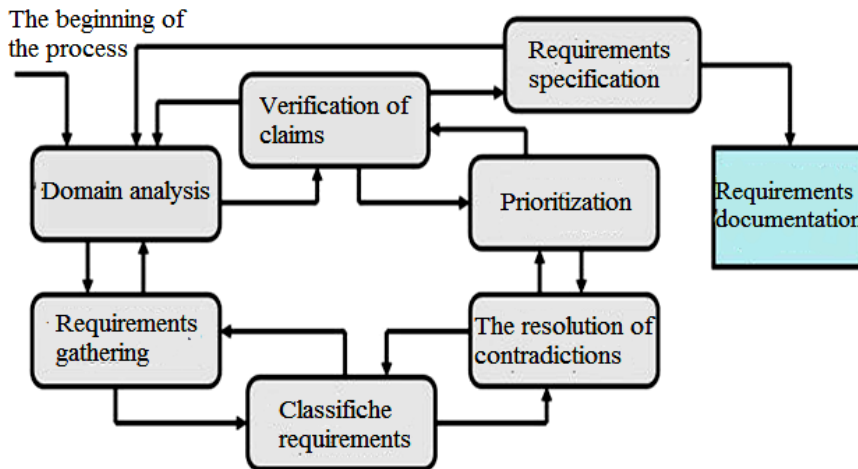 The beginning of
the process
Requirements
specification
Verification of
claims
Domain analysis
Prioritization
Requirements
documentation
Requirements
gathering
The resolution of
contradictions
Classifiche
requirements